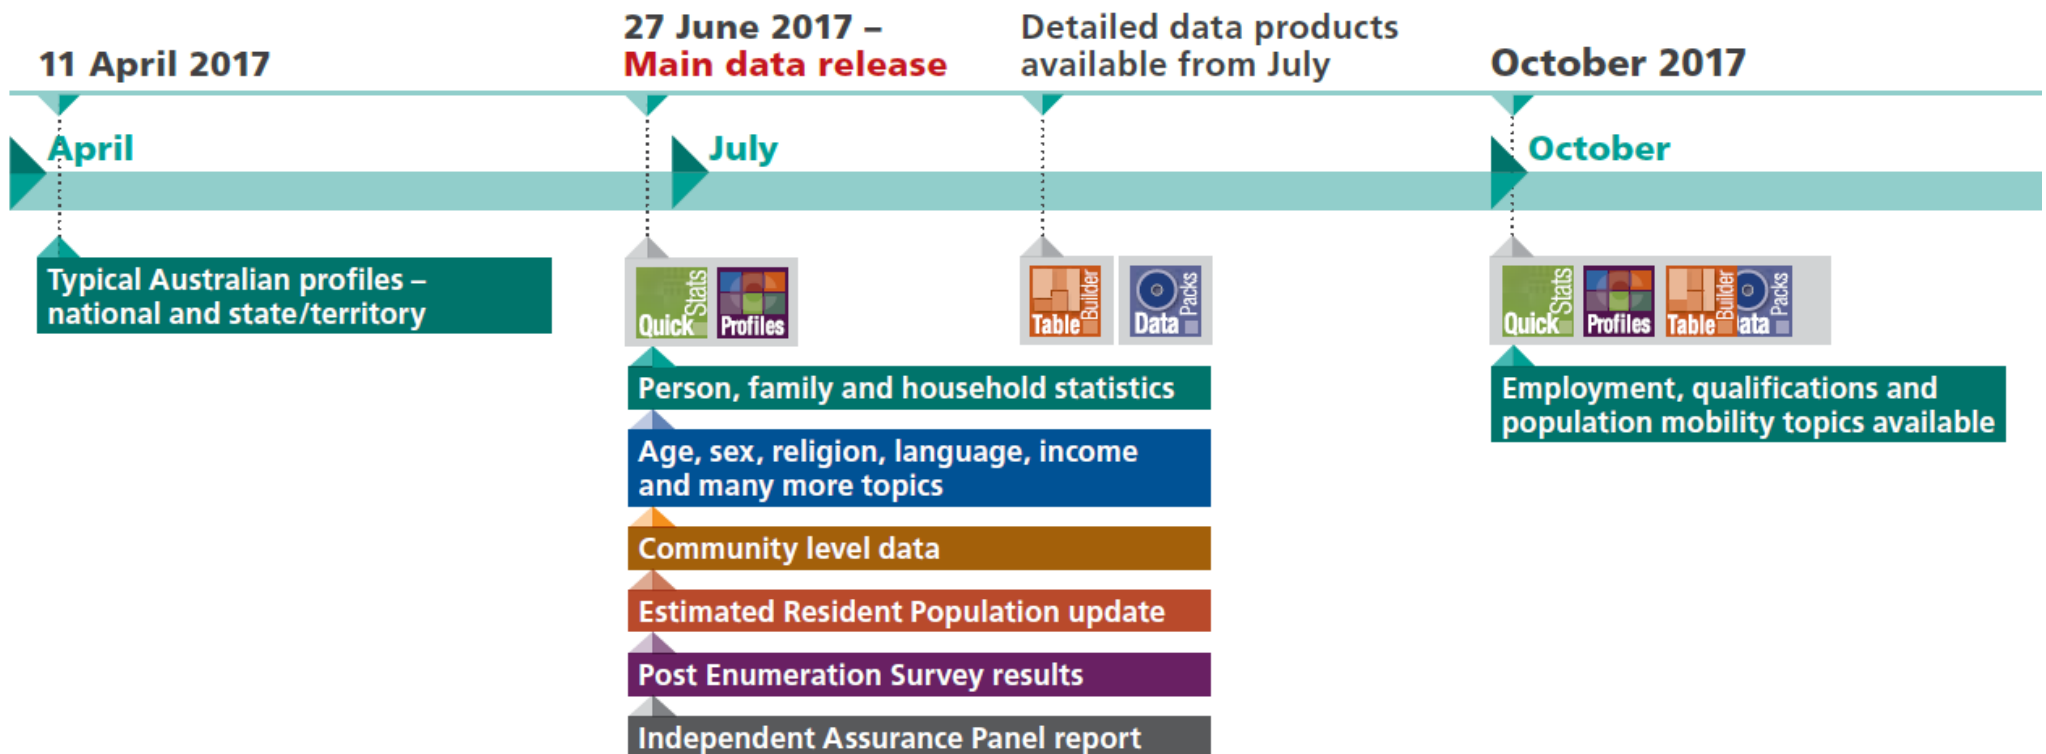 11 April 2017
27 June 2017 –
Main data release
Detailed data products
available from July
October 2017
April
July
October
Typical Australian profiles –
national and state/territory
Quick Stats
Profiles
Table Builder
Data Packs
Quick Stats
Profiles
Table Builder
ata Packs
Person, family and household statistics
Age, sex, religion, language, income
and many more topics
Community level data
Estimated Resident Population update
Post Enumeration Survey results
Independent Assurance Panel report
Employment, qualifications and
population mobility topics available